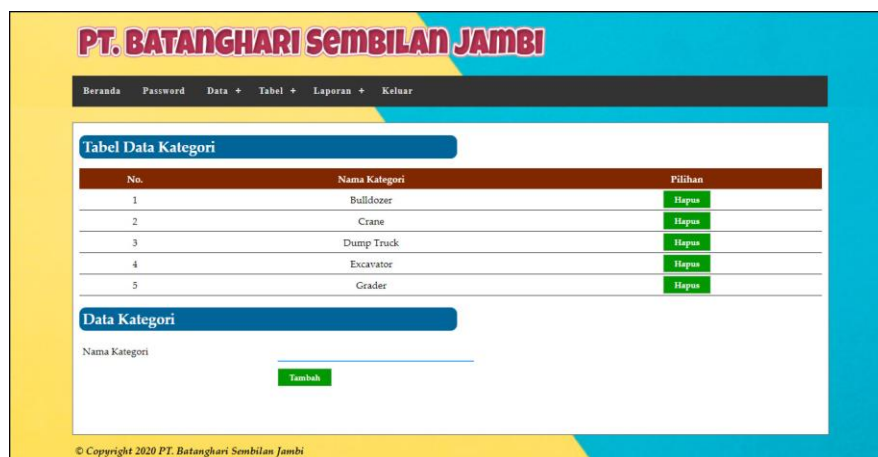 PT. BATANGHARI SEMBILAN JAMBI
Beranda Password Data + Tabel + Laporan + Keluar
Tabel Data Kategori
No. Nama Kategori Pilihan
1 Bulldozer Hapus
2 Crane Hapus
3 Dump Truck Hapus
4 Excavator Hapus
5 Grader Hapus
Data Kategori
Nama Kategori
Tambah
© Copyright 2020 PT. Batanghari Sembilan Jambi